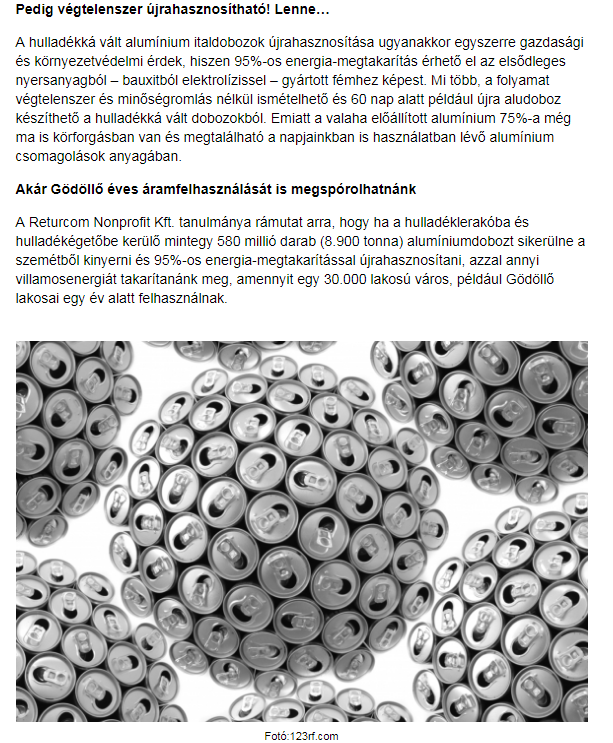 Pedig végtelenszer újrahasznosítható! Lenne…
A hulladékká vált alumínium italdobozok újrahasznosítása ugyanakkor egyszerre gazdasági
és környezetvédelmi érdek, hiszen 95%-os energia-megtakarítás érhető el az elsődleges
nyersanyagból – bauxitból elektrolízissel – gyártott fémhez képest. Mi több, a folyamat
végtelenszer és minőségromlás nélkül ismételhető és 60 nap alatt például újra aludoboz
készíthető a hulladékká vált dobozokból. Emiatt a valaha előállított alumínium 75%-a még
ma is körforgásban van és megtalálható a napjainkban is használatban lévő alumínium
csomagolások anyagában.
Akár Gödöllő éves áramfelhasználását is megspórolhatnánk
A Returcom Nonprofit Kft. tanulmánya rámutat arra, hogy ha a hulladéklerakóba és
hulladékégetőbe kerülő mintegy 580 millió darab (8.900 tonna) alumíniumdobozt sikerülne a
szemétből kinyerni és 95%-os energia-megtakarítással újrahasznosítani, azzal annyi
villamosenergiát takarítanánk meg, amennyit egy 30.000 lakosú város, például Gödöllő
lakosai egy év alatt felhasználnak.
Fotó:123rf.com